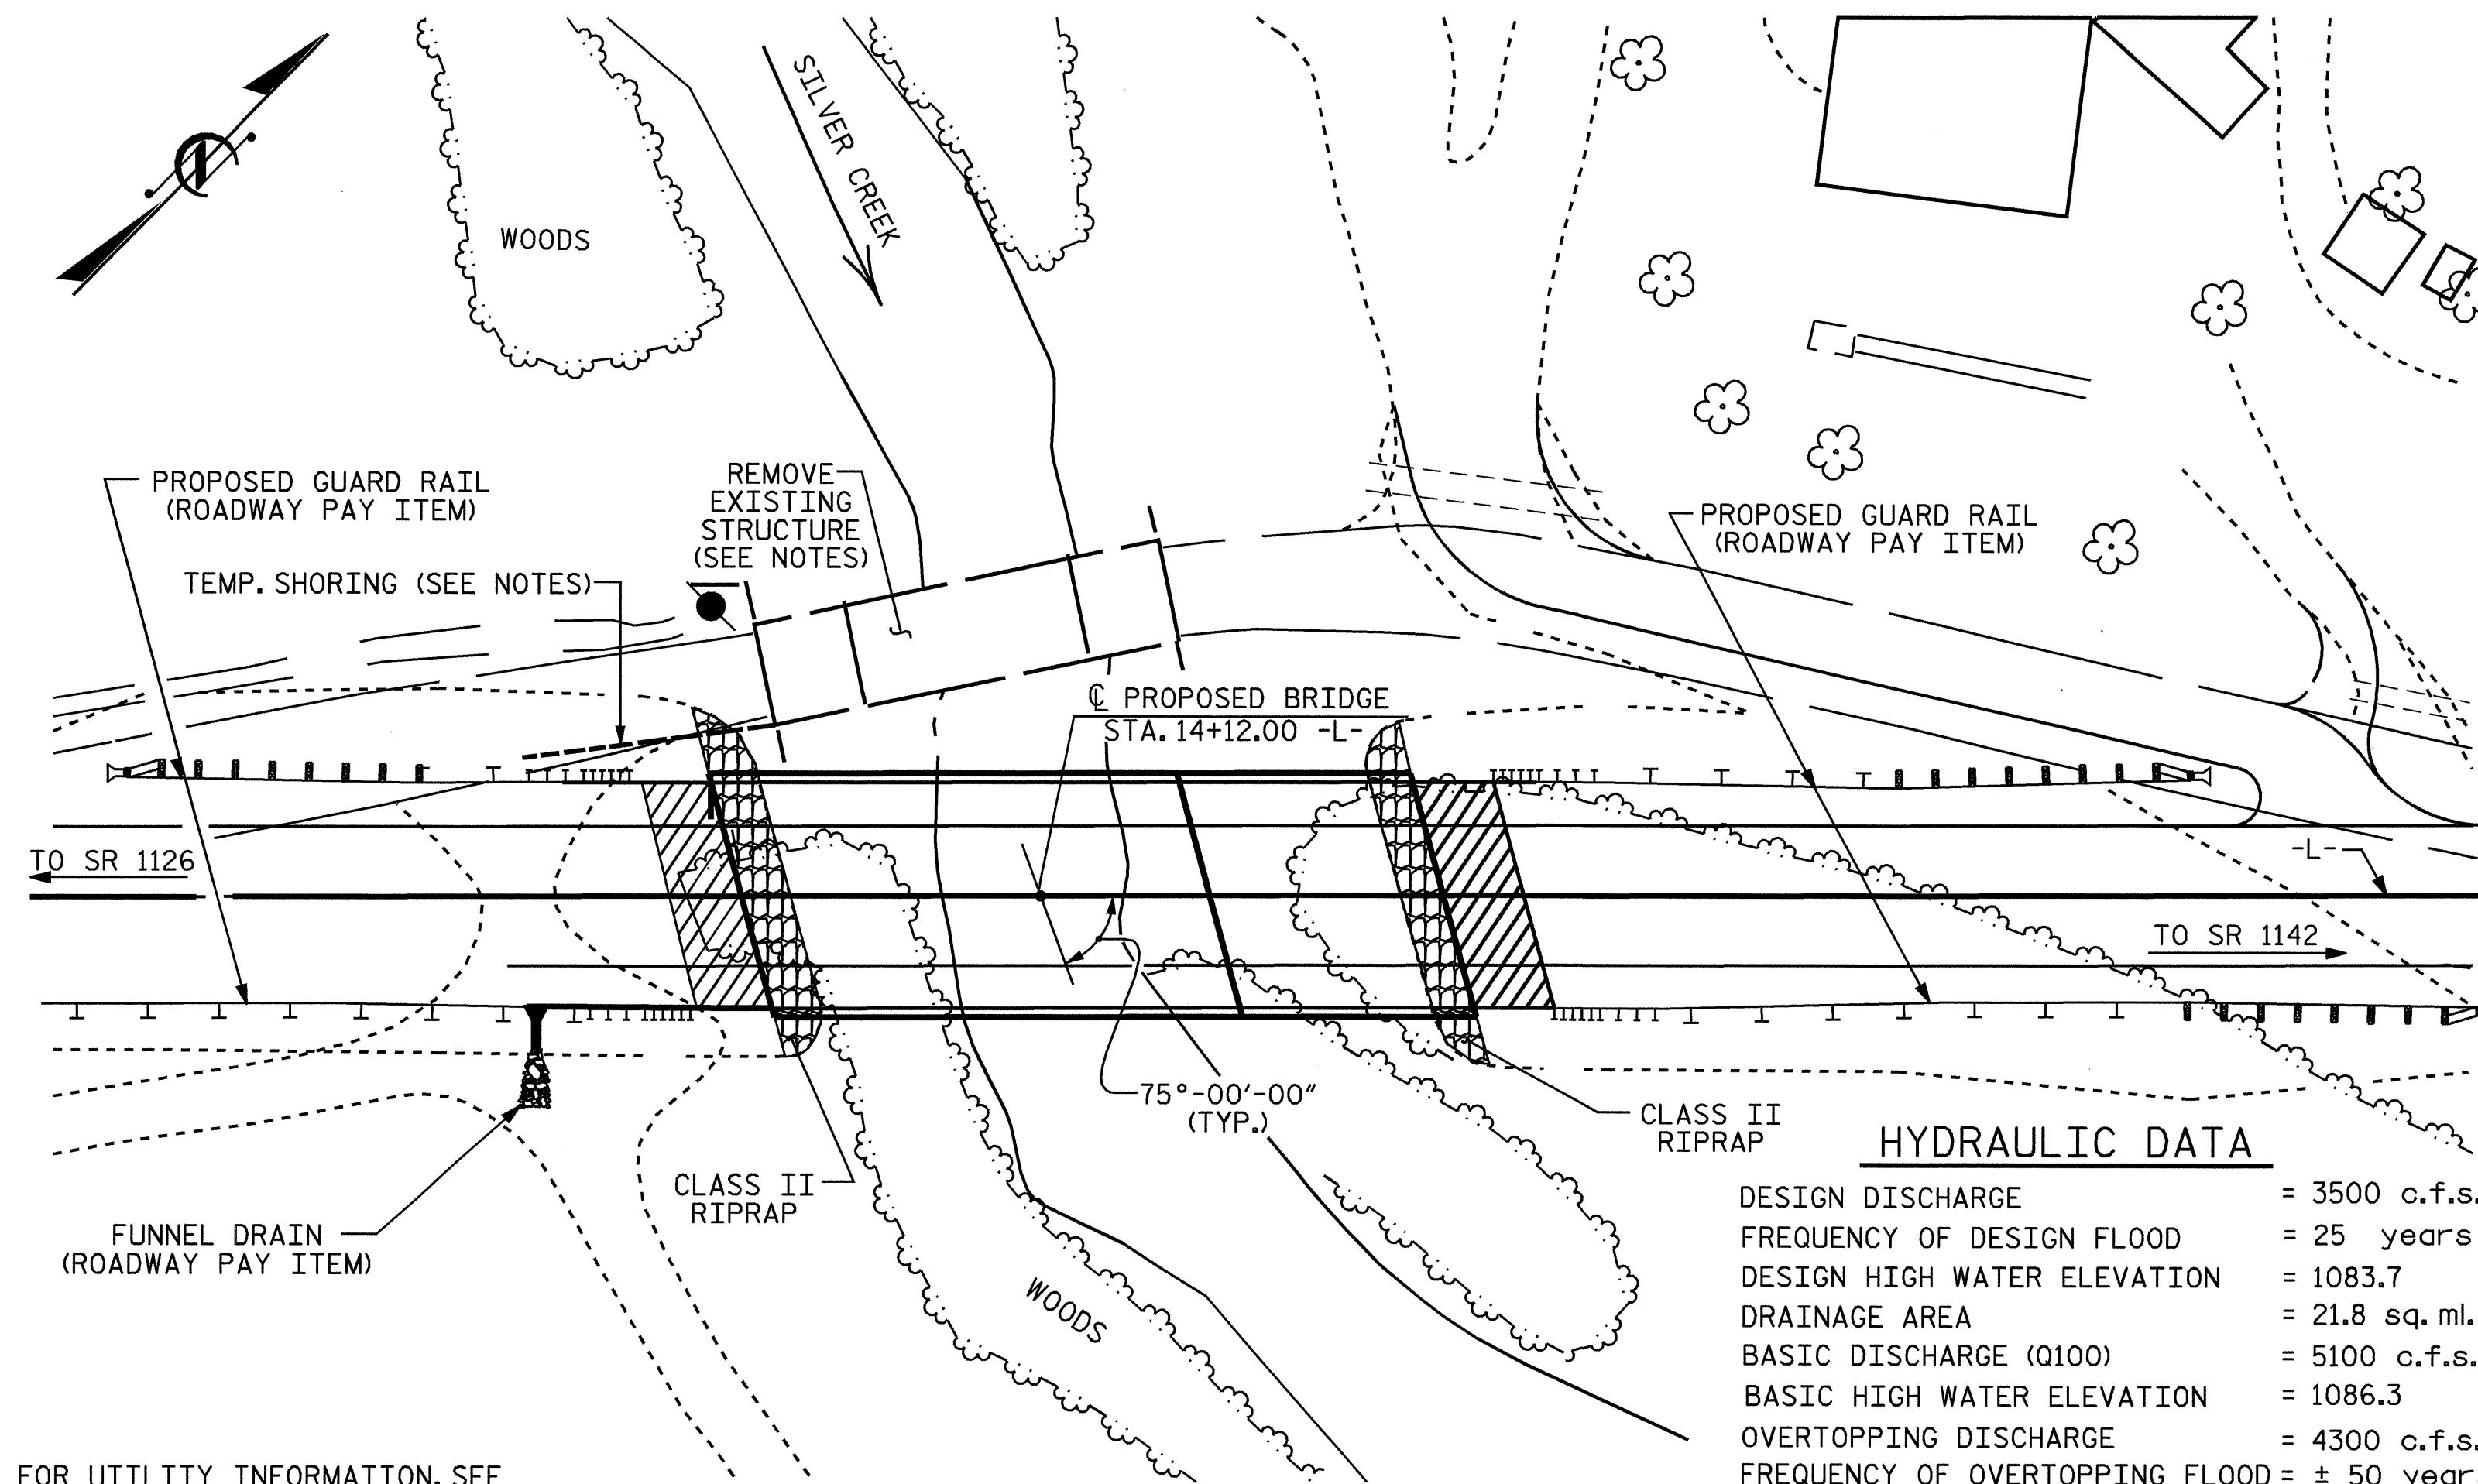 SILVER CREEK
WOODS
PROPOSED GUARD RAIL
(ROADWAY PAY ITEM)
REMOVE
EXISTING
STRUCTURE
(SEE NOTES)
TEMP. SHORING (SEE NOTES)
PROPOSED GUARD RAIL
(ROADWAY PAY ITEM)
℄ PROPOSED BRIDGE
STA. 14+12.00 -L-
TO SR 1126
-L-
TO SR 1142
75°-00'-00"
(TYP.)
CLASS II
RIPRAP
CLASS II
RIPRAP
FUNNEL DRAIN
(ROADWAY PAY ITEM)
WOODS
HYDRAULIC DATA
DESIGN DISCHARGE = 3500 c.f.s.
FREQUENCY OF DESIGN FLOOD = 25 years
DESIGN HIGH WATER ELEVATION = 1083.7
DRAINAGE AREA = 21.8 sq. mi.
BASIC DISCHARGE (Q100) = 5100 c.f.s.
BASIC HIGH WATER ELEVATION = 1086.3
OVERTOPPING DISCHARGE = 4300 c.f.s.
FREQUENCY OF OVERTOPPING FLOOD = ± 50 year
FOR UTILITY INFORMATION, SEE